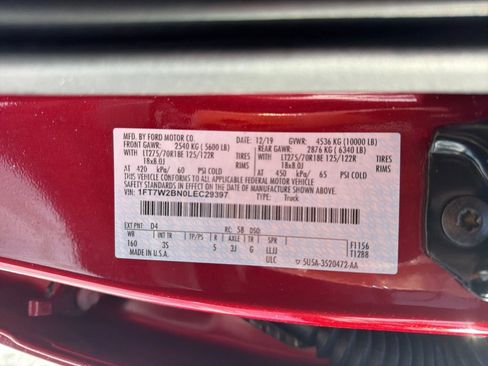 MFD. BY FORD MOTOR CO.
DATE: 12/19 GVWR: 4536 KG (10000 LB)
FRONT GAWR: 2540 KG (5600 LB) REAR GAWR: 2876 KG (6340 LB)
WITH LT275/70R18E 125/122R TIRES WITH LT275/70R18E 125/122R TIRES
18x8.0J RIMS 18x8.0J RIMS
AT 420 kPa/ 60 PSI COLD AT 450 kPa/ 65 PSI COLD
THIS VEHICLE CONFORMS TO ALL APPLICABLE FEDERAL MOTOR VEHICLE
SAFETY AND THEFT PREVENTION STANDARDS IN EFFECT ON THE DATE OF MANUFACTURE SHOWN ABOVE.
VIN: 1FT7W2BN0LEC29397 TYPE: Truck
EXT PNT: D4 RC: 58 DSO:
WB INT TR TP/PS R AXLE TR SPR F1156
160 3S 5 3J G LLJJ T1288
MADE IN U.S.A. ULC 5U5A-3520472-AA